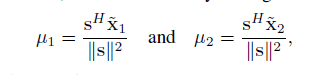 μ₁ = sᴴx̃₁ / ‖s‖² and μ₂ = sᴴx̃₂ / ‖s‖²,